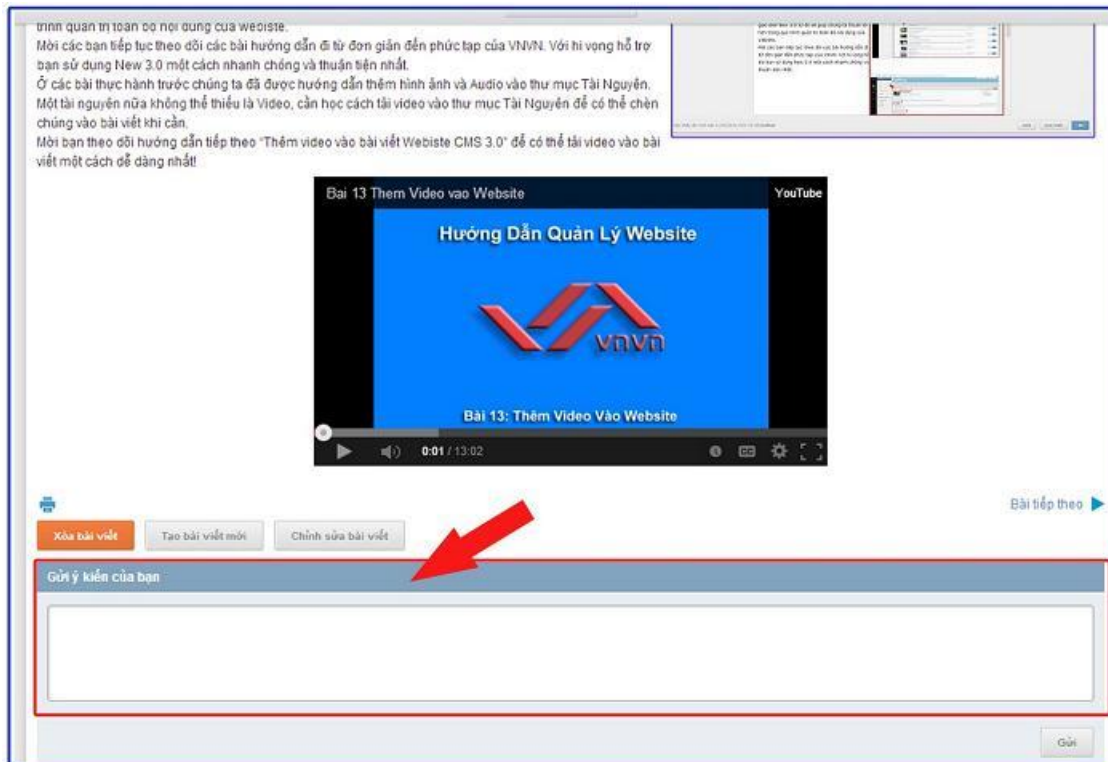 trình quản trị toàn bộ nội dung của webiste.
Mời các bạn tiếp tục theo dõi các bài hướng dẫn đi từ đơn giản đến phức tạp của VNVN. Với hi vọng hỗ trợ
bạn sử dụng New 3.0 một cách nhanh chóng và thuận tiện nhất.
Ở các bài thực hành trước chúng ta đã được hướng dẫn thêm hình ảnh và Audio vào thư mục Tài Nguyên.
Một tài nguyên nữa không thể thiếu là Video, cần học cách tải video vào thư mục Tài Nguyên để có thể chèn
chúng vào bài viết khi cần.
Mời bạn theo dõi hướng dẫn tiếp theo "Thêm video vào bài viết Webiste CMS 3.0" để có thể tải video vào bài
viết một cách dễ dàng nhất!
Bai 13 Them Video vao Website
YouTube
Hướng Dẫn Quản Lý Website
vnvn
Bài 13: Thêm Video Vào Website
0:01 / 13:02
CC
Bài tiếp theo
Xóa bài viết
Tạo bài viết mới
Chỉnh sửa bài viết
Gửi ý kiến của bạn
Gửi